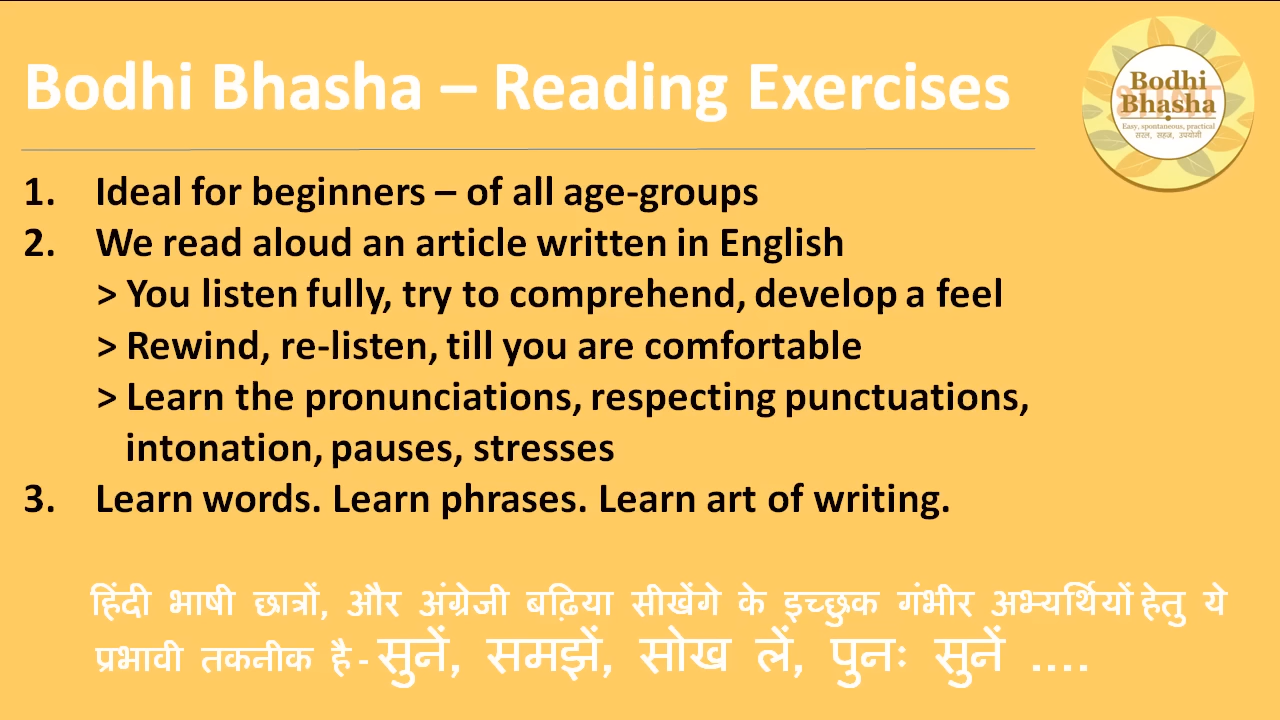 Bodhi Bhasha – Reading Exercises
Bodhi
Bhasha
Easy, spontaneous, practical
सरल, सहज, उपयोगी
1. Ideal for beginners – of all age-groups
2. We read aloud an article written in English
> You listen fully, try to comprehend, develop a feel
> Rewind, re-listen, till you are comfortable
> Learn the pronunciations, respecting punctuations,
intonation, pauses, stresses
3. Learn words. Learn phrases. Learn art of writing.
हिंदी भाषी छात्रों, और अंग्रेजी बढ़िया सीखेंगे के इच्छुक गंभीर अभ्यर्थियों हेतु ये
प्रभावी तकनीक है - सुनें, समझें, सोख लें, पुनः सुनें ....